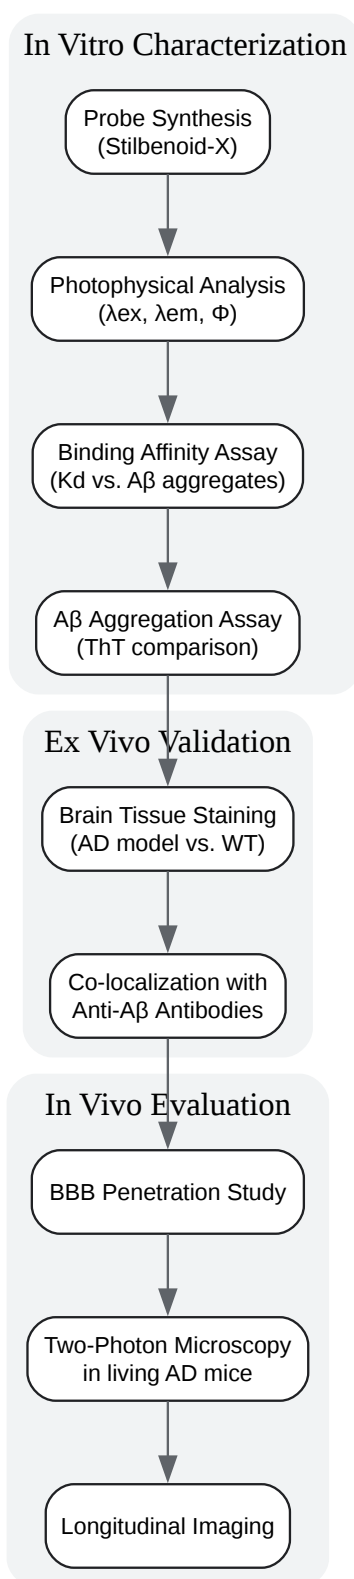 In Vitro Characterization
Probe Synthesis
(Stilbenoid-X)
Photophysical Analysis
(λex, λem, Φ)
Binding Affinity Assay
(Kd vs. Aβ aggregates)
Aβ Aggregation Assay
(ThT comparison)
Ex Vivo Validation
Brain Tissue Staining
(AD model vs. WT)
Co-localization with
Anti-Aβ Antibodies
In Vivo Evaluation
BBB Penetration Study
Two-Photon Microscopy
in living AD mice
Longitudinal Imaging